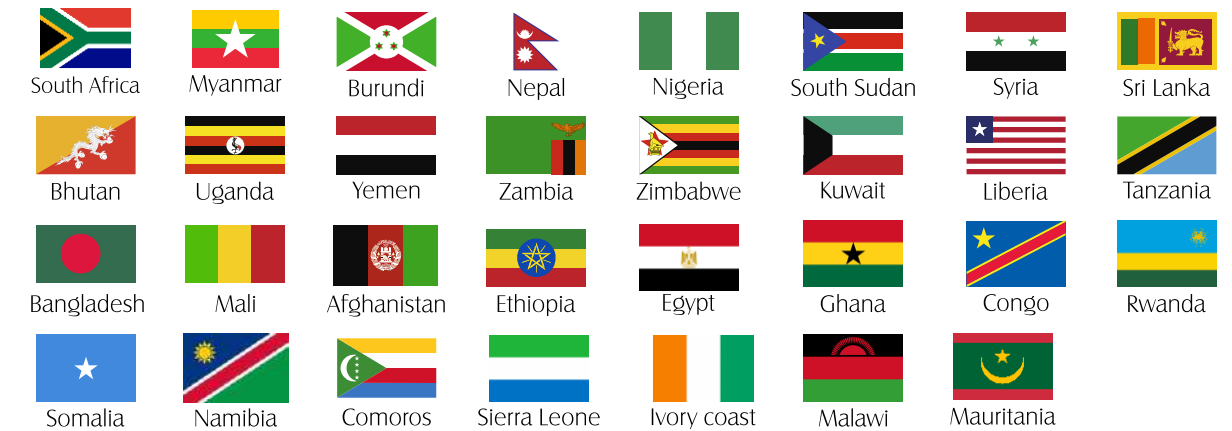 South Africa
Myanmar
Burundi
Nepal
Nigeria
South Sudan
Syria
Sri Lanka
Bhutan
Uganda
Yemen
Zambia
Zimbabwe
Kuwait
Liberia
Tanzania
Bangladesh
Mali
Afghanistan
Ethiopia
Egypt
Ghana
Congo
Rwanda
Somalia
Namibia
Comoros
Sierra Leone
Ivory coast
Malawi
Mauritania